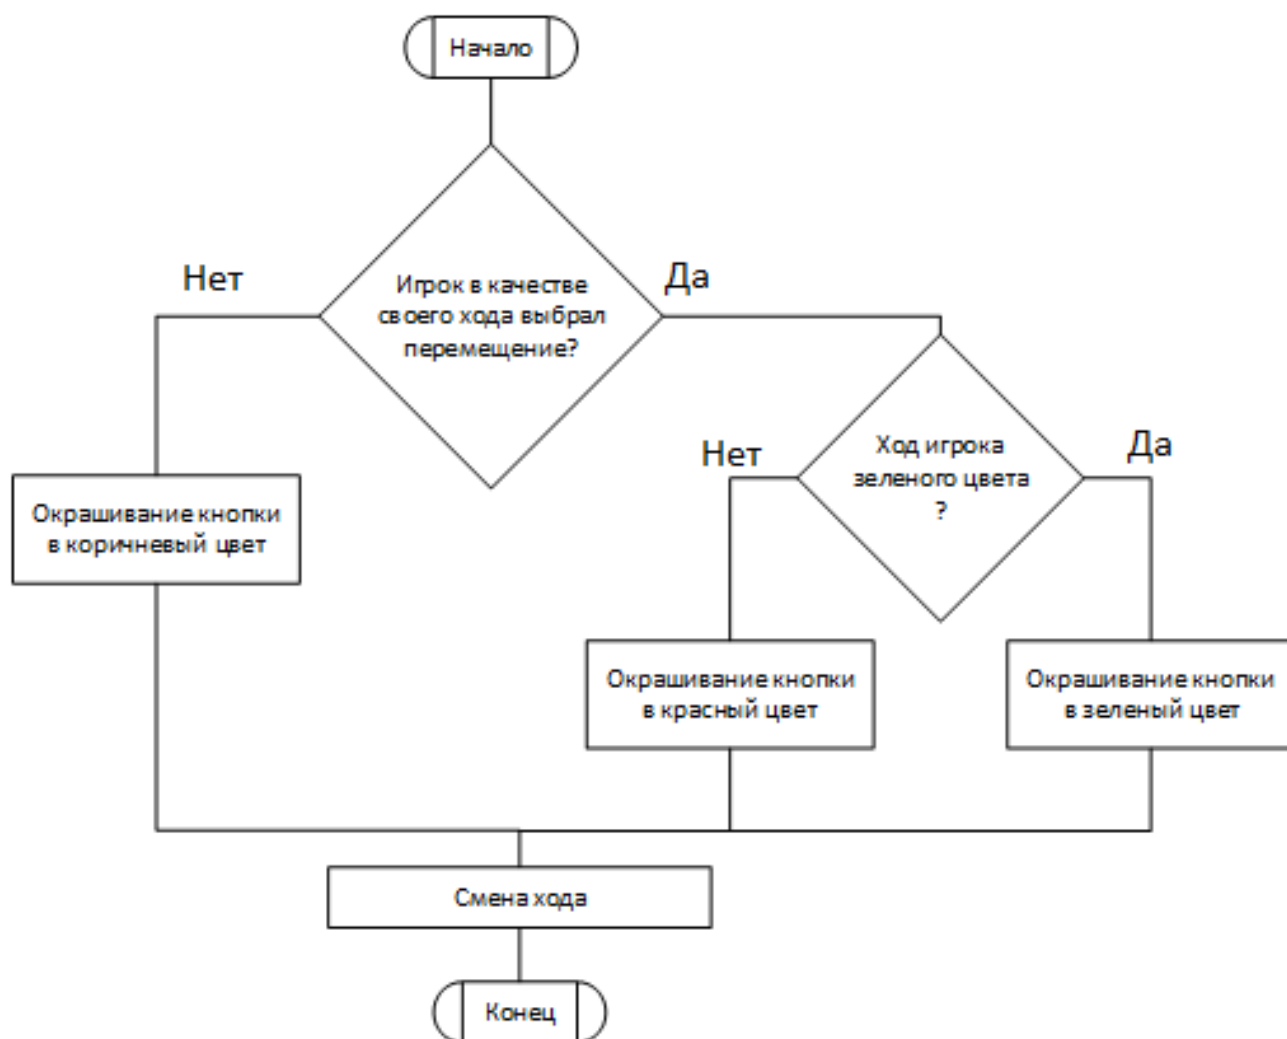 Начало
Нет
Да
Игрок в качестве
своего хода выбрал
перемещение?
Нет
Да
Ход игрока
зеленого цвета
?
Окрашивание кнопки
в коричневый цвет
Окрашивание кнопки
в красный цвет
Окрашивание кнопки
в зеленый цвет
Смена хода
Конец